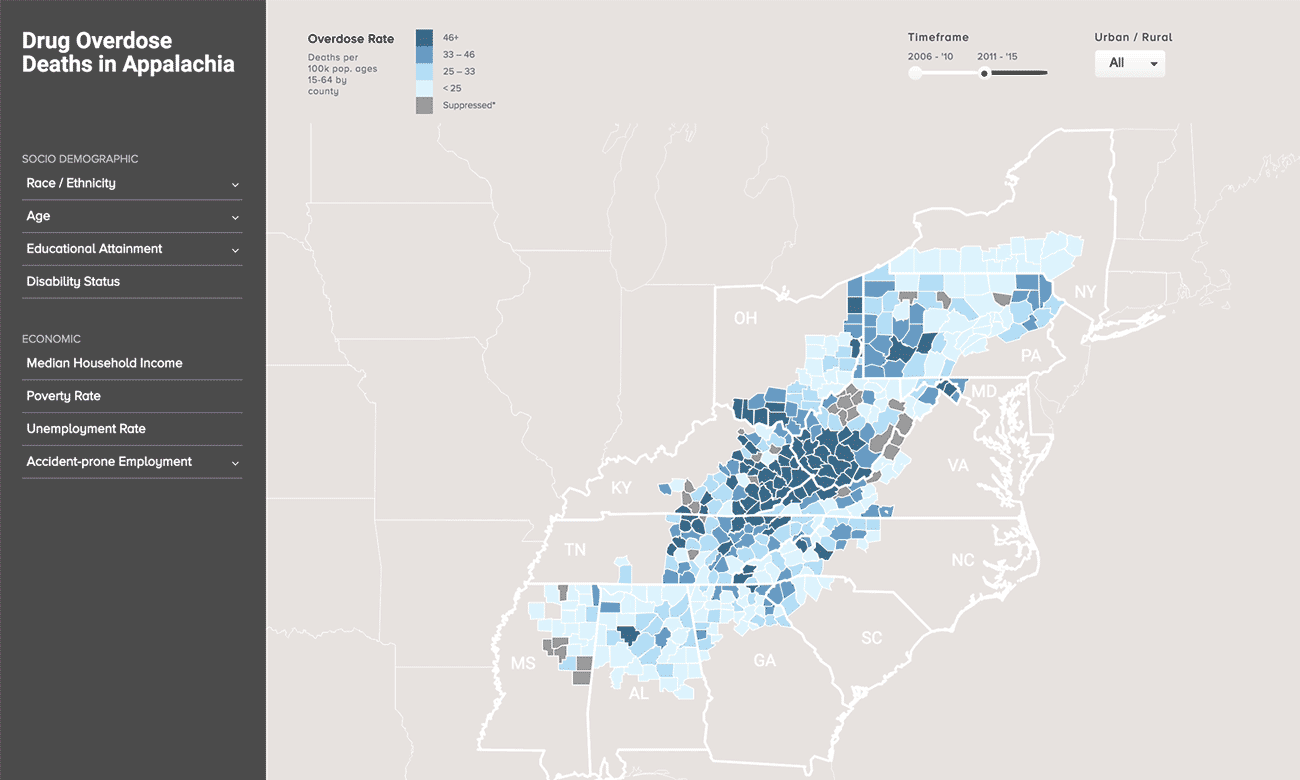 Drug Overdose
Deaths in Appalachia
SOCIO DEMOGRAPHIC
Race / Ethnicity
Age
Educational Attainment
Disability Status
ECONOMIC
Median Household Income
Poverty Rate
Unemployment Rate
Accident-prone Employment
Overdose Rate
Deaths per
100k pop. ages
15-64 by
county
46+
33 – 46
25 – 33
< 25
Suppressed*
Timeframe
2006 - '10 2011 - '15
Urban / Rural
All
NY
OH
PA
MD
VA
KY
TN
NC
SC
MS
GA
AL